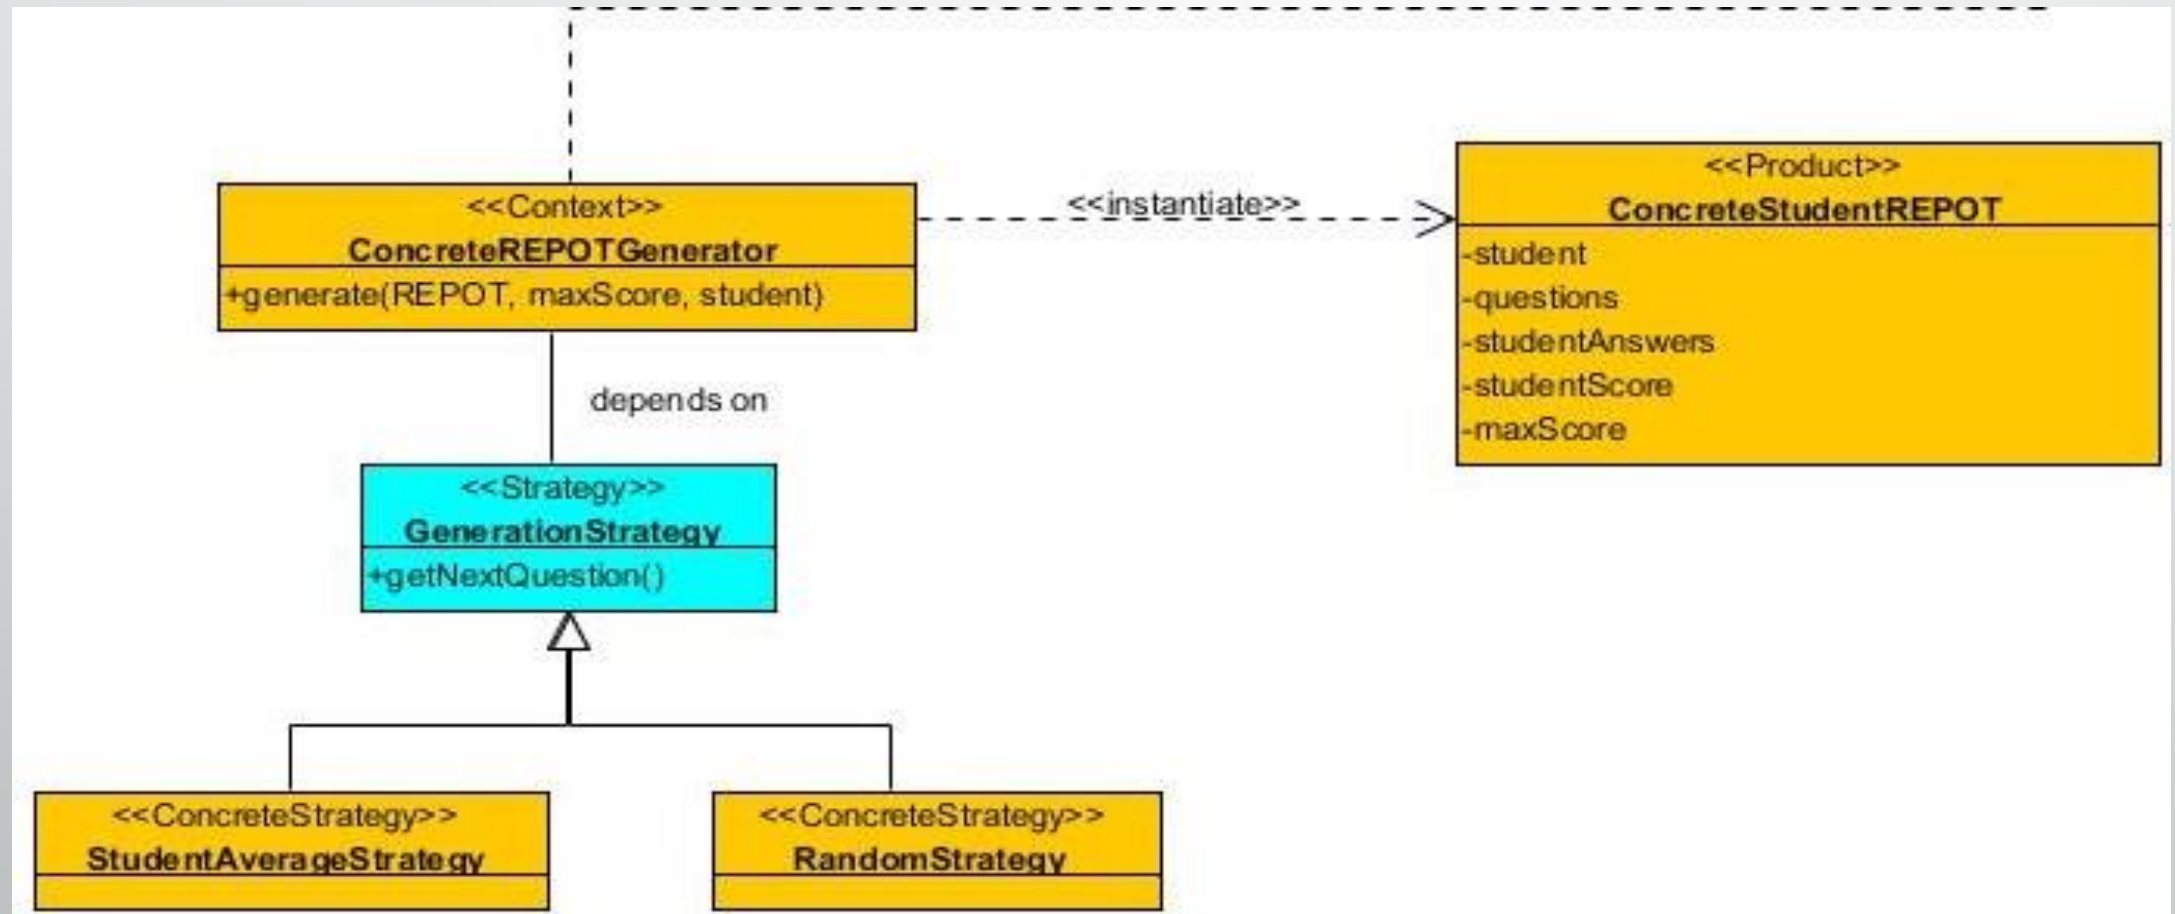 <<Context>>
ConcreteREPOTGenerator
+generate(REPOT, maxScore, student)
<<instantiate>>
<<Product>>
ConcreteStudentREPOT
-student
-questions
-studentAnswers
-studentScore
-maxScore
depends on
<<Strategy>>
GenerationStrategy
+getNextQuestion()
<<ConcreteStrategy>>
StudentAverageStrategy
<<ConcreteStrategy>>
RandomStrategy